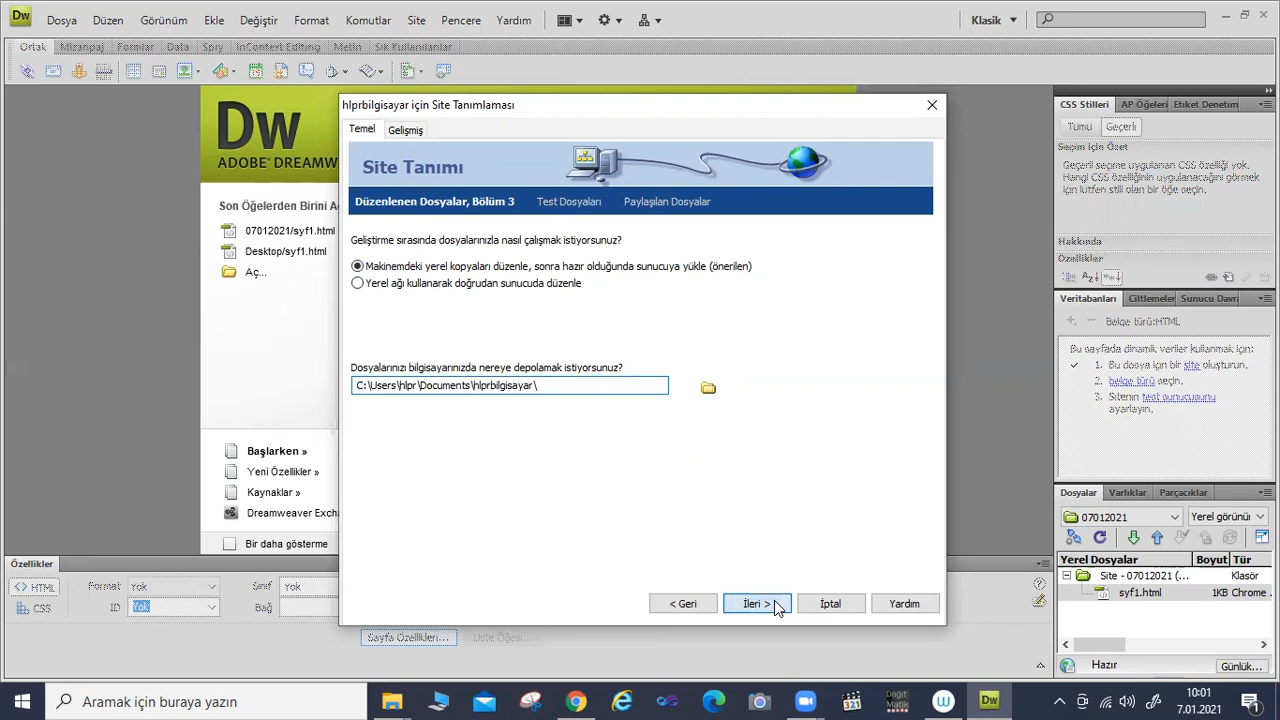 Dw Dosya Düzen Görünüm Ekle Değiştir Format Komutlar Site Pencere Yardım Klasik
Ortak Mizanpaj Formlar Data Spry InContext Editing Metin Sık Kullanılanlar
hlprbilgisayar için Site Tanımlaması
Temel Gelişmiş
Site Tanımı
Düzenlenen Dosyalar, Bölüm 3 Test Dosyaları Paylaşılan Dosyalar
Geliştirme sırasında dosyalarınızla nasıl çalışmak istiyorsunuz?
Makinemdeki yerel kopyaları düzenle, sonra hazır olduğunda sunucuya yükle (önerilen)
Yerel ağı kullanarak doğrudan sunucuda düzenle
Dosyalarınızı bilgisayarınızda nereye depolamak istiyorsunuz?
C:\Users\hlpr\Documents\hlprbilgisayar\
< Geri İleri > İptal Yardım
Dw
ADOBE® DREAMW
Son Öğelerden Birini A
07012021/syf1.html
Desktop/syf1.html
Aç...
Başlarken »
Yeni Özellikler »
Kaynaklar »
Dreamweaver Exch
Bir daha gösterme
CSS Stilleri AP Öğeleri Etiket Denetim
Tümü Geçerli
Seçim İçin Özet
Geçerli seçime uygulanan CSS
Hangi CSS özelliklerinin
uygulanacağını görmek için
lütfen stilli olan bir öğe seçin.
Hakkında
Özellikler
Veritabanları Ciltlemeler Sunucu Davra
Belge türü:HTML
Bu sayfada dinamik veriler kullanmak için:
1. Bu dosya için bir site oluşturun.
2. Bir belge türü seçin.
3. Sitenin test sunucusunu
ayarlayın.
Dosyalar Varlıklar Parçacıklar
07012021 Yerel görünü
Yerel Dosyalar Boyut Tür
Site - 07012021 (... Klasör
syf1.html 1KB Chrome
Hazır Günlük...
Özellikler
HTML Format Yok Sınıf Yok
CSS ID Yok Bağ
Sayfa Özellikleri... Liste Öğesi...
Aramak için buraya yazın
10:01
7.01.2021